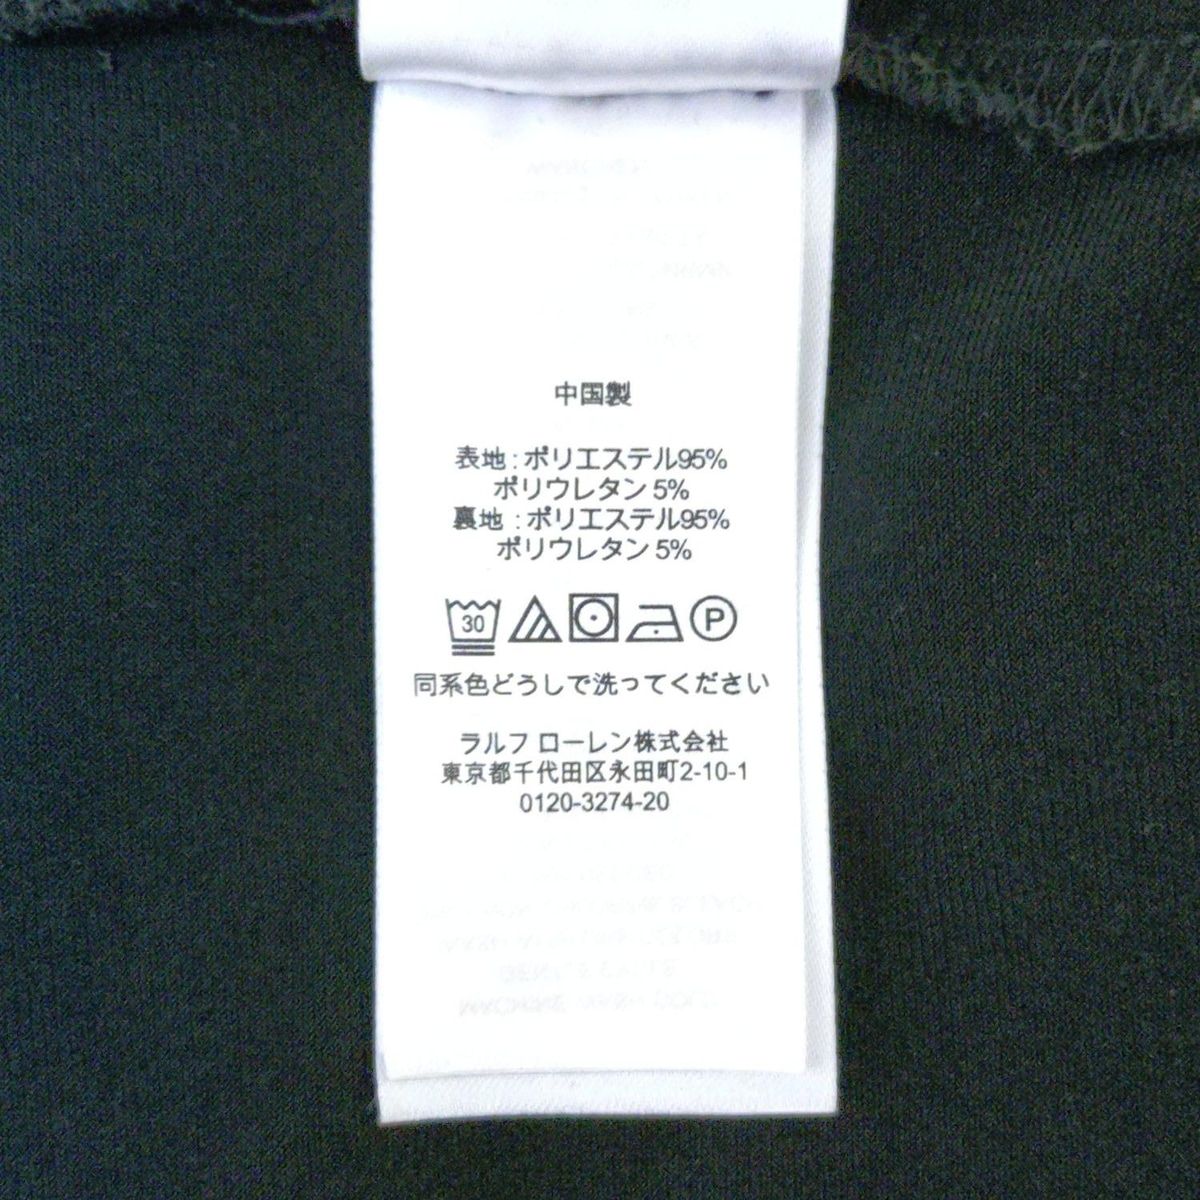 中国製
表地:ポリエステル95%
ポリウレタン 5%
裏地:ポリエステル95%
ポリウレタン 5%
30 P
同系色どうしで洗ってください
ラルフ ローレン株式会社
東京都千代田区永田町2-10-1
0120-3274-20